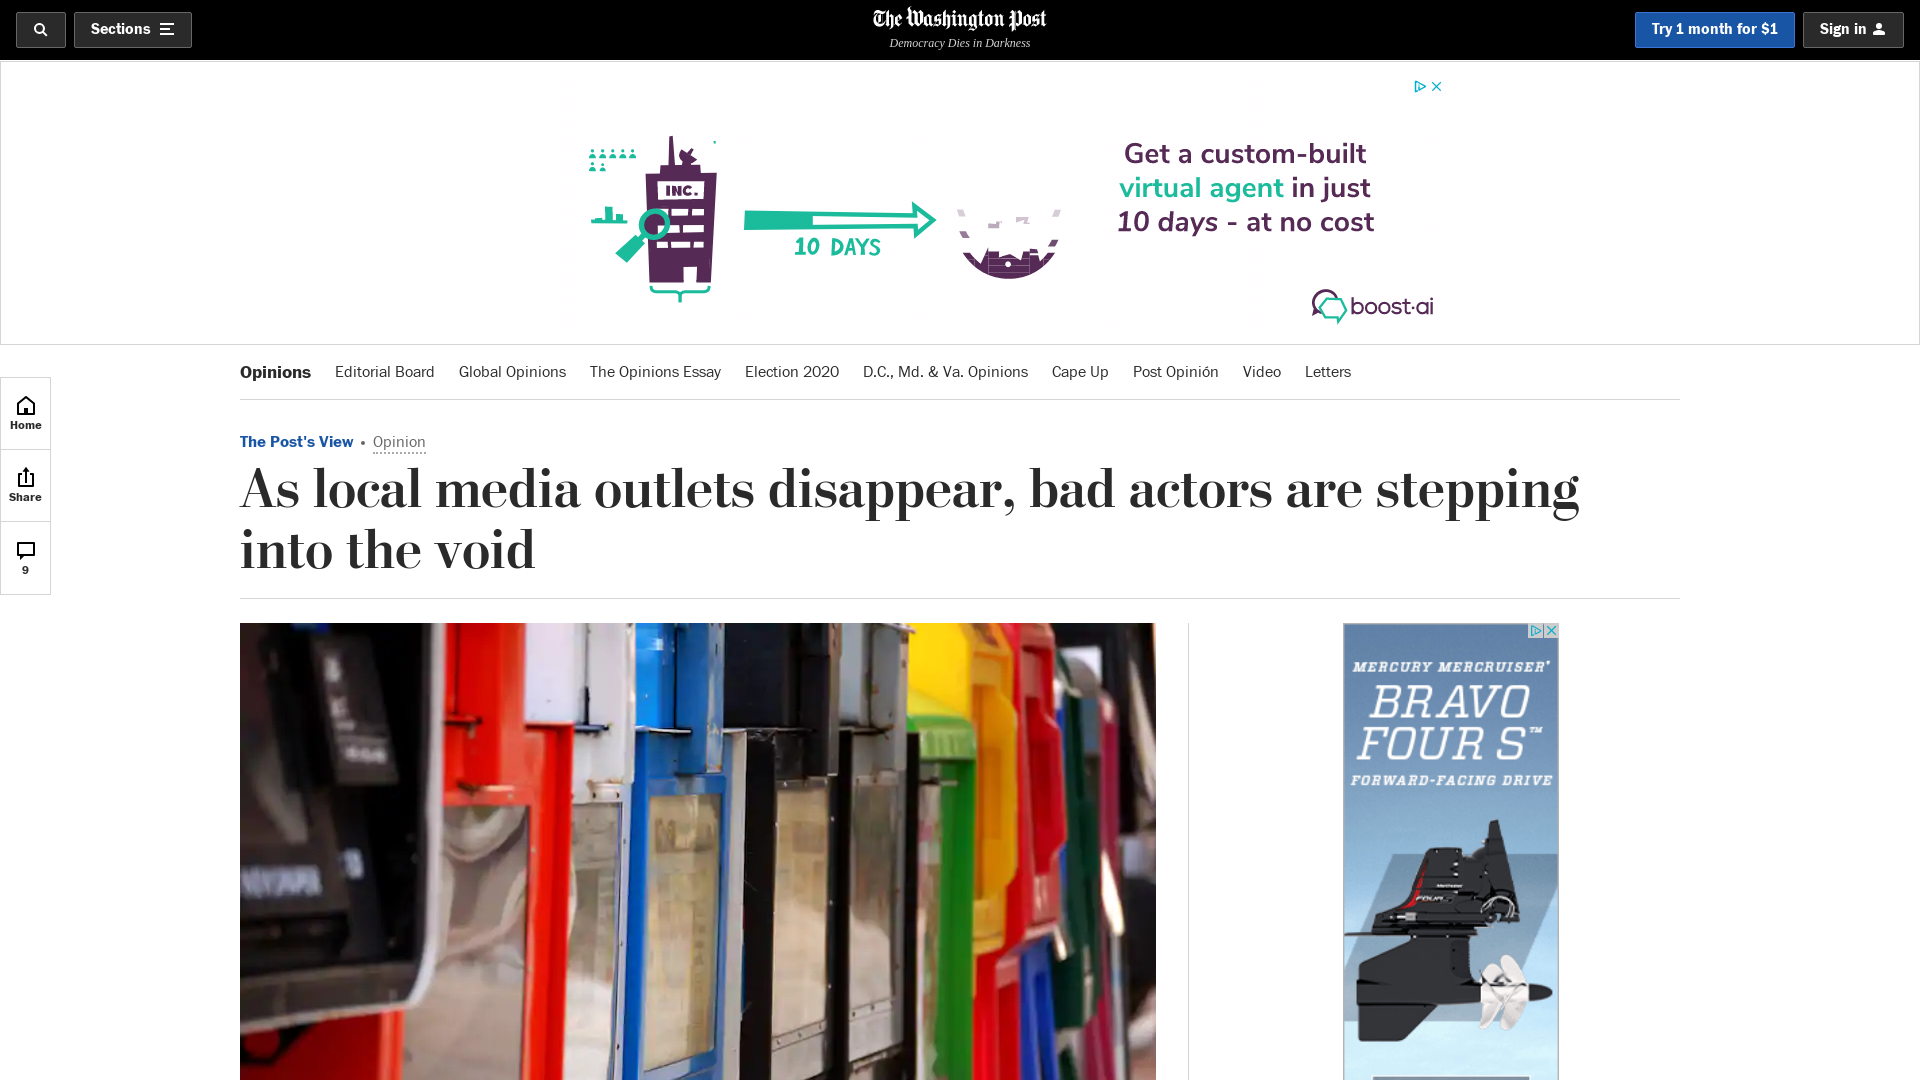 Sections
The Washington Post
Democracy Dies in Darkness
Try 1 month for $1
Sign in
INC.
10 DAYS
Get a custom-built
virtual agent in just
10 days - at no cost
boost.ai
Opinions
Editorial Board
Global Opinions
The Opinions Essay
Election 2020
D.C., Md. & Va. Opinions
Cape Up
Post Opinión
Video
Letters
Home
Share
9
The Post's View • Opinion
As local media outlets disappear, bad actors are stepping
into the void
MERCURY MERCRUISER®
BRAVO
FOUR S™
FORWARD-FACING DRIVE
FOUR